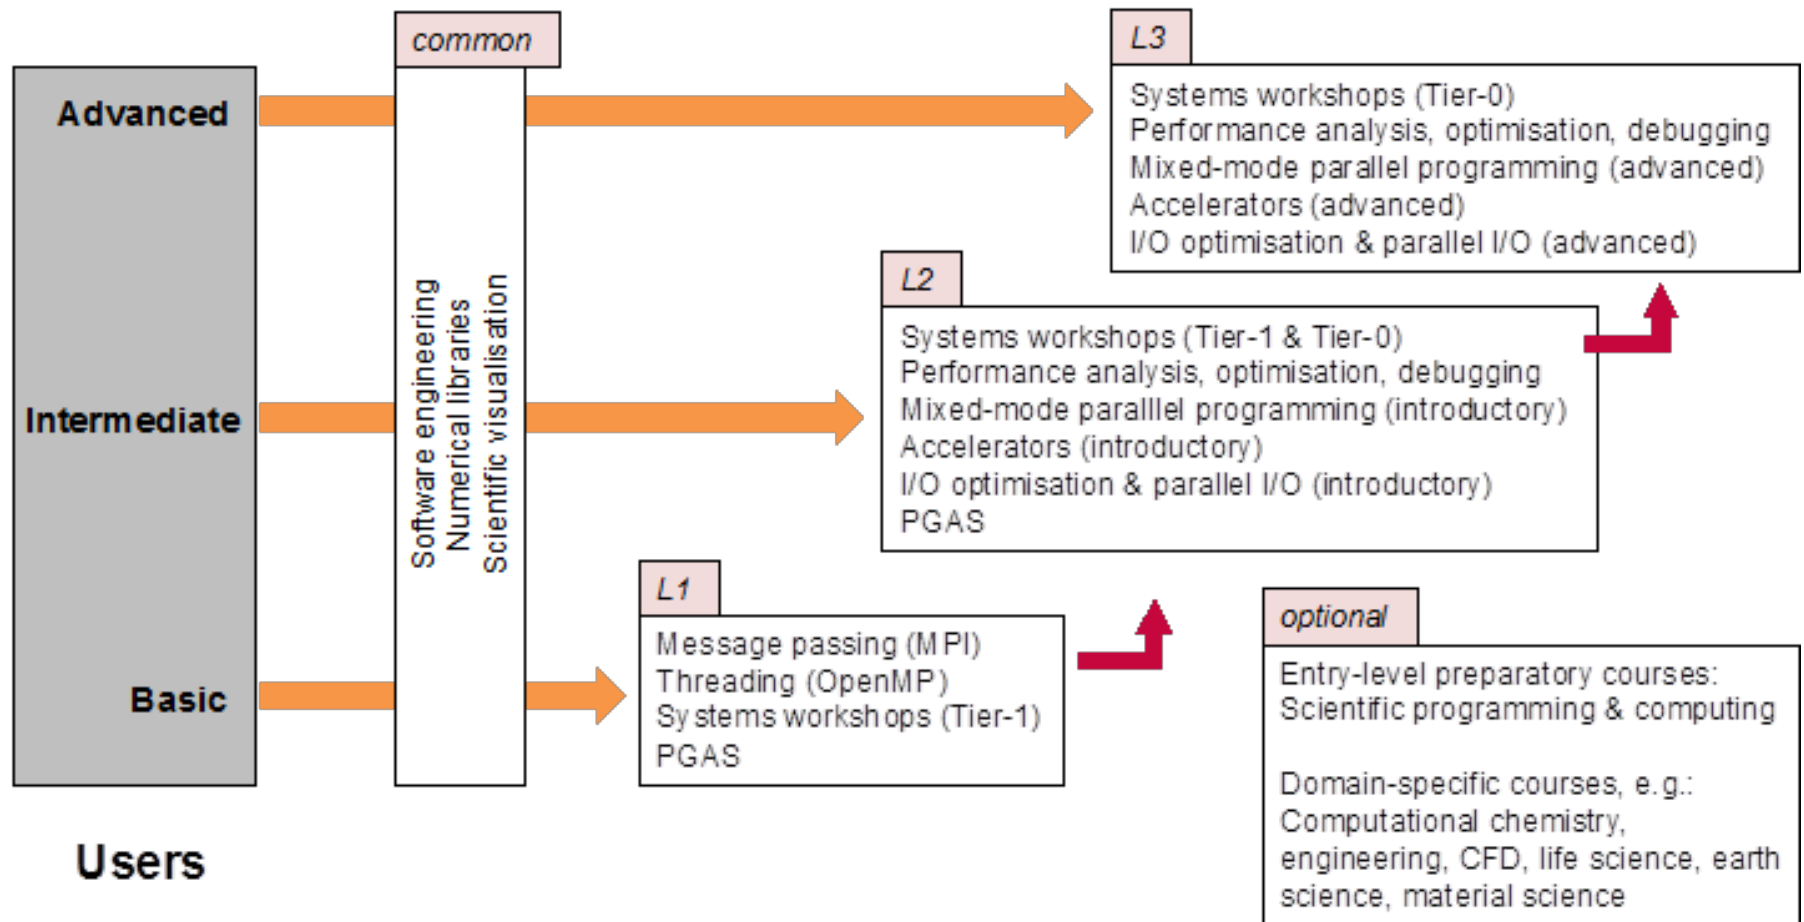 common
L3
Advanced
Systems workshops (Tier-0)
Performance analysis, optimisation, debugging
Mixed-mode parallel programming (advanced)
Accelerators (advanced)
I/O optimisation & parallel I/O (advanced)
Software engineering
Numerical libraries
Scientific visualisation
L2
Intermediate
Systems workshops (Tier-1 & Tier-0)
Performance analysis, optimisation, debugging
Mixed-mode paralllel programming (introductory)
Accelerators (introductory)
I/O optimisation & parallel I/O (introductory)
PGAS
L1
Basic
Message passing (MPI)
Threading (OpenMP)
Systems workshops (Tier-1)
PGAS
optional
Entry-level preparatory courses:
Scientific programming & computing
Domain-specific courses, e.g.:
Computational chemistry,
engineering, CFD, life science, earth
science, material science
Users